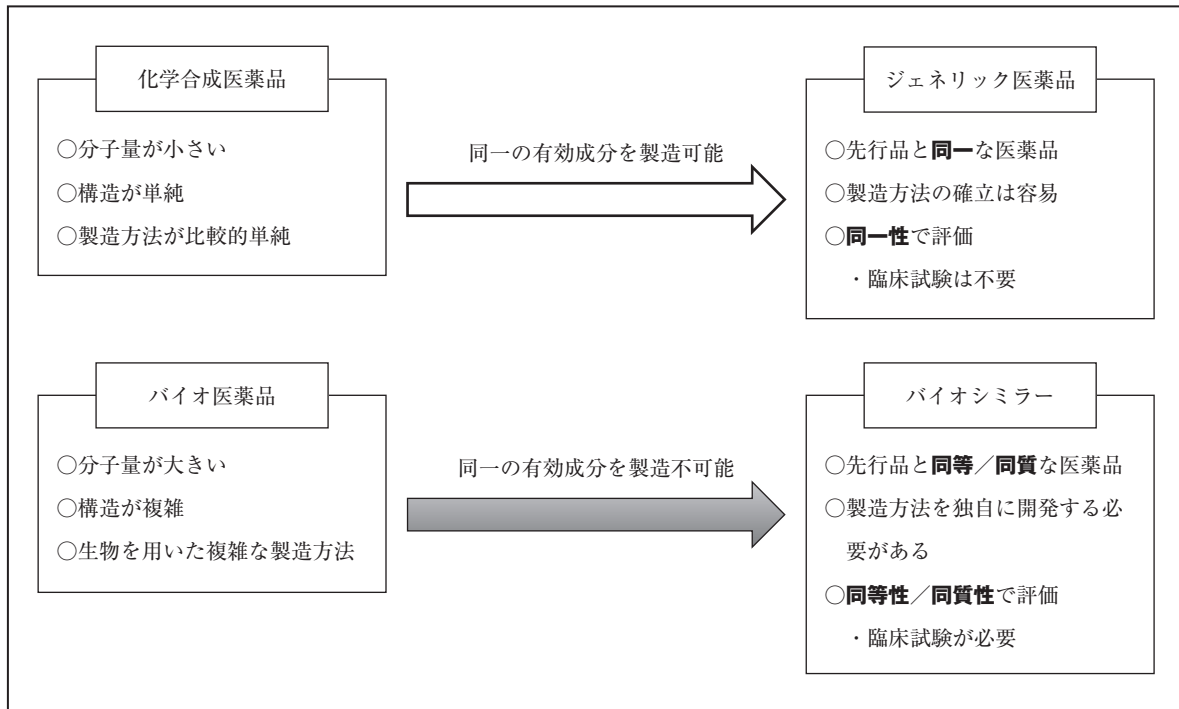 化学合成医薬品
○分子量が小さい
○構造が単純
○製造方法が比較的単純
同一の有効成分を製造可能
ジェネリック医薬品
○先行品と同一な医薬品
○製造方法の確立は容易
○同一性で評価
・臨床試験は不要
バイオ医薬品
○分子量が大きい
○構造が複雑
○生物を用いた複雑な製造方法
同一の有効成分を製造不可能
バイオシミラー
○先行品と同等／同質な医薬品
○製造方法を独自に開発する必
要がある
○同等性／同質性で評価
・臨床試験が必要